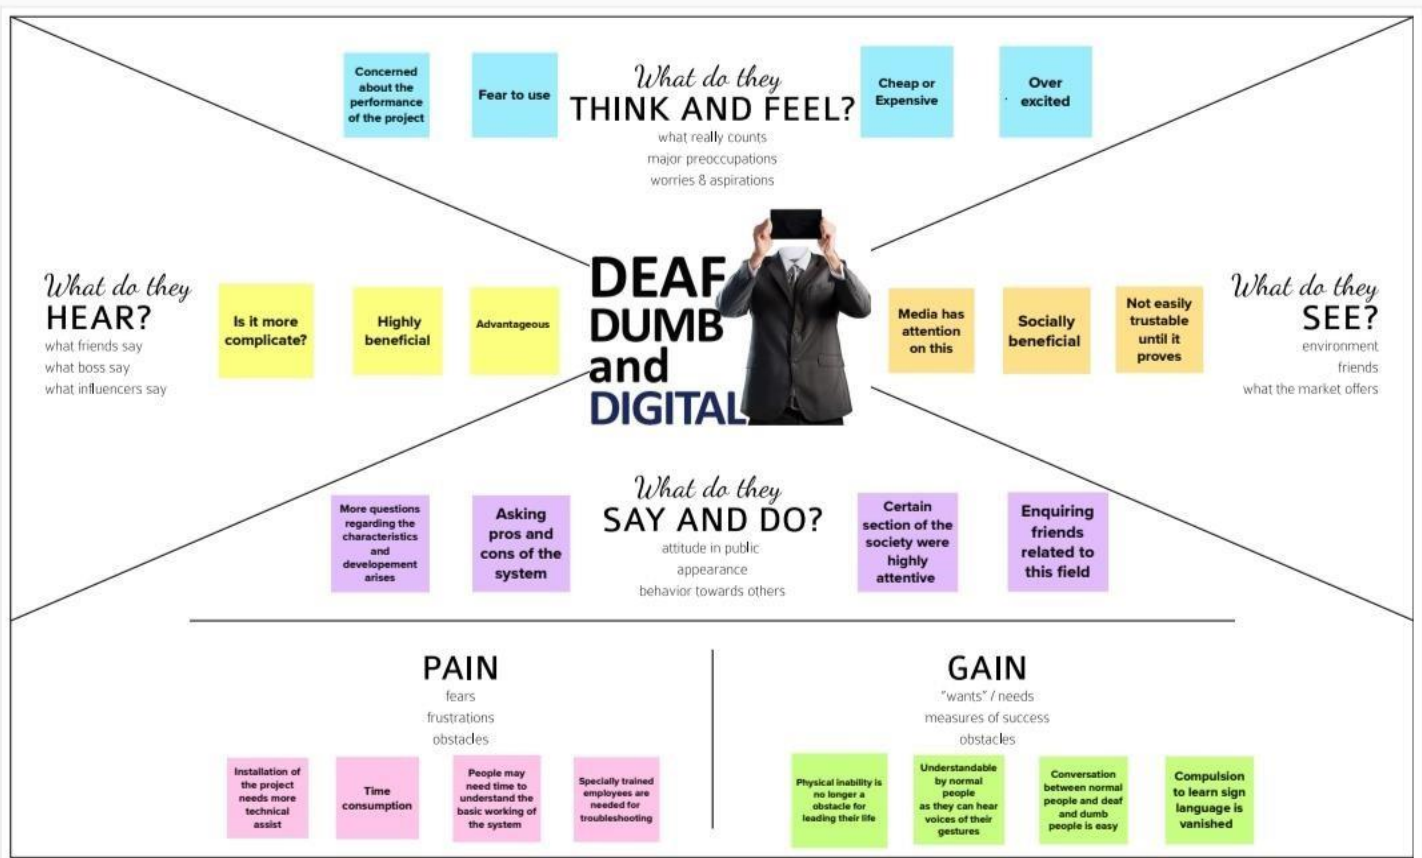 What do they
THINK AND FEEL?
what really counts
major preoccupations
worries & aspirations
Concerned
about the
performance
of the project
Fear to use
Cheap or
Expensive
Over
excited
What do they
HEAR?
what friends say
what boss say
what influencers say
Is it more
complicate?
Highly
beneficial
Advantageous
DEAF
DUMB
and
DIGITAL
Media has
attention
on this
Socially
beneficial
Not easily
trustable
until it
proves
What do they
SEE?
environment
friends
what the market offers
More questions
regarding the
characteristics
and
developement
arises
Asking
pros and
cons of the
system
What do they
SAY AND DO?
attitude in public
appearance
behavior towards others
Certain
section of the
society were
highly
attentive
Enquiring
friends
related to
this field
PAIN
fears
frustrations
obstacles
Installation of
the project
needs more
technical
assist
Time
consumption
People may
need time to
understand the
basic working of
the system
Specially trained
employees are
needed for
troubleshooting
GAIN
"wants" / needs
measures of success
obstacles
Physical inability is
no longer a
obstacle for
leading their life
Understandable
by normal
people
as they can hear
voices of their
gestures
Conversation
between normal
people and deaf
and dumb
people is easy
Compulsion
to learn sign
language is
vanished